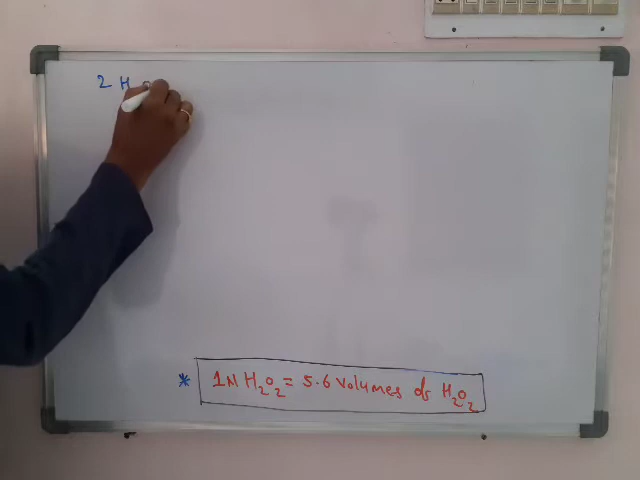 2 H
* 1N H₂O₂ = 5.6 volumes of H₂O₂